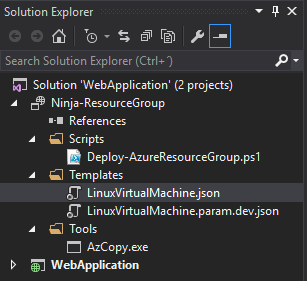 Solution Explorer
Search Solution Explorer (Ctrl+´)
Solution 'WebApplication' (2 projects)
Ninja-ResourceGroup
References
Scripts
Deploy-AzureResourceGroup.ps1
Templates
LinuxVirtualMachine.json
LinuxVirtualMachine.param.dev.json
Tools
AzCopy.exe
WebApplication